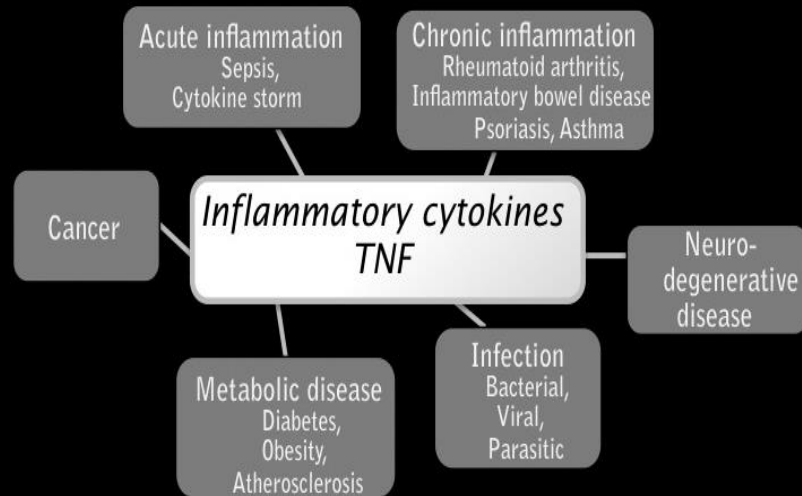 Acute inflammation
Sepsis,
Cytokine storm
Chronic inflammation
Rheumatoid arthritis,
Inflammatory bowel disease
Psoriasis, Asthma
Cancer
Inflammatory cytokines
TNF
Neuro-
degenerative
disease
Metabolic disease
Diabetes,
Obesity,
Atherosclerosis
Infection
Bacterial,
Viral,
Parasitic